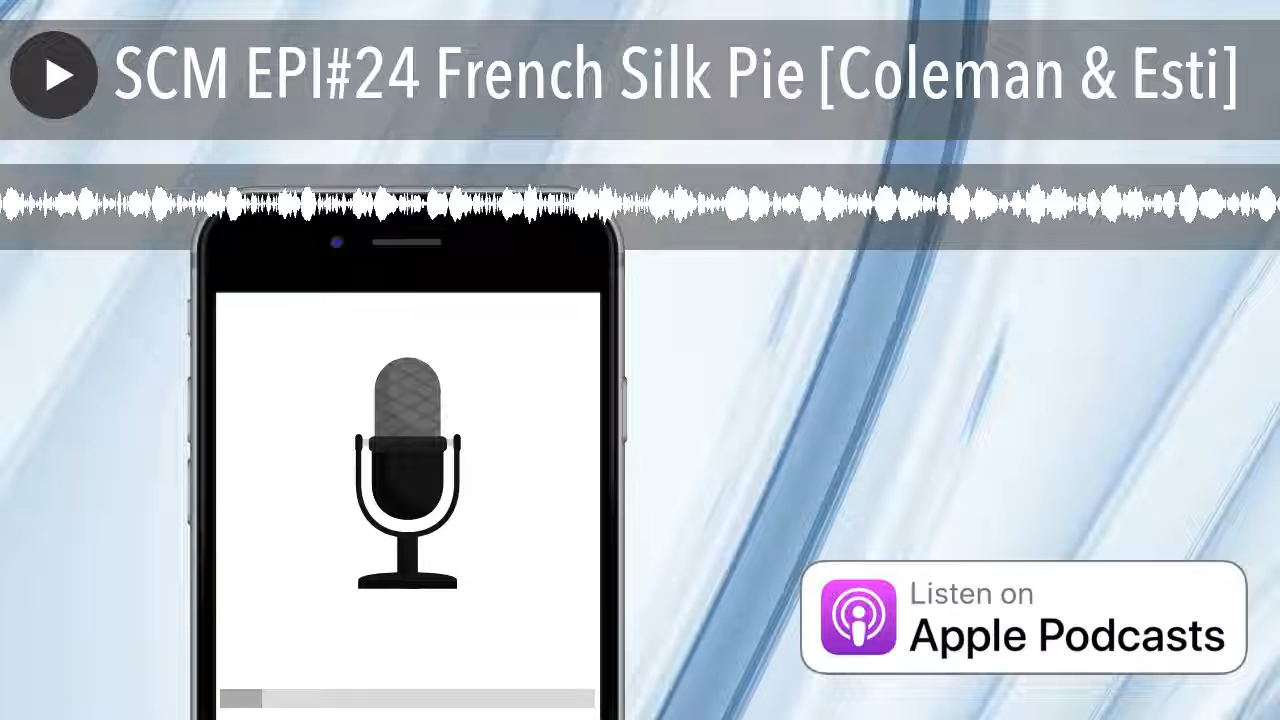 SCM EPI#24 French Silk Pie [Coleman & Esti]
Listen on
Apple Podcasts